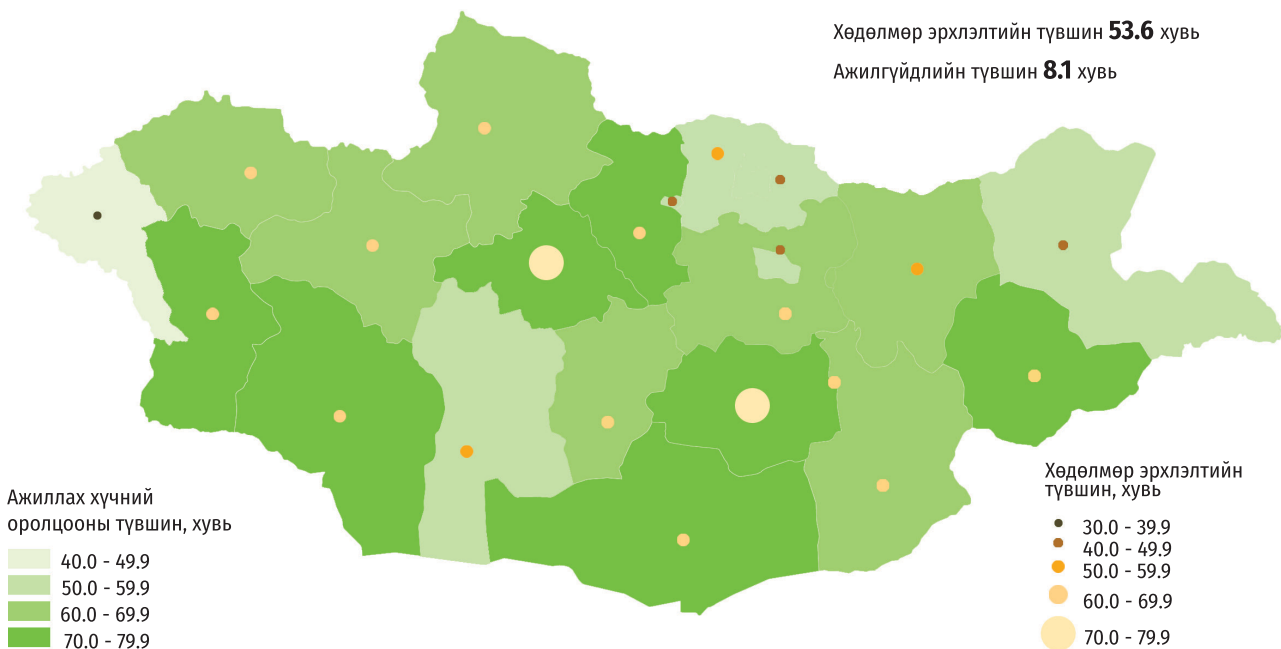 Хөдөлмөр эрхлэлтийн түвшин 53.6 хувь
Ажилгүйдлийн түвшин 8.1 хувь
Ажиллах хүчний
оролцооны түвшин, хувь
40.0 - 49.9
50.0 - 59.9
60.0 - 69.9
70.0 - 79.9
Хөдөлмөр эрхлэлтийн
түвшин, хувь
30.0 - 39.9
40.0 - 49.9
50.0 - 59.9
60.0 - 69.9
70.0 - 79.9